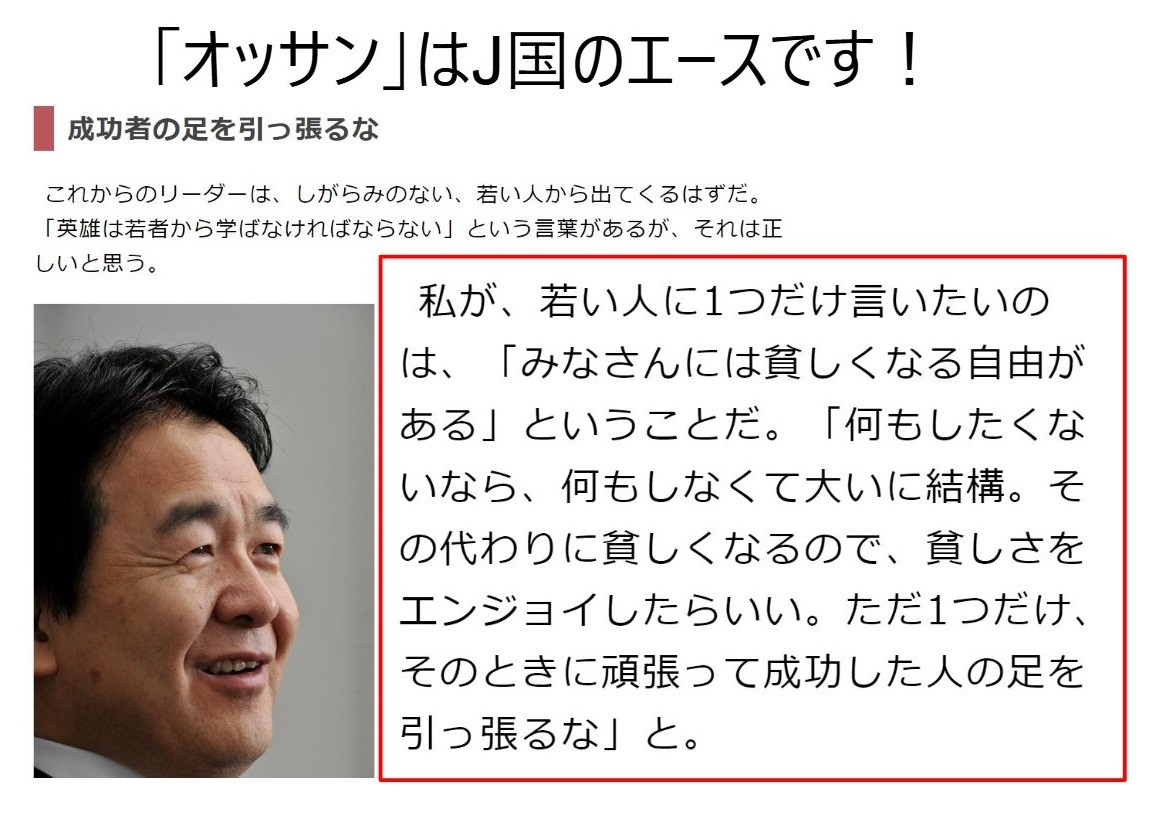 「オッサン」はJ国のエースです！
成功者の足を引っ張るな
これからのリーダーは、しがらみのない、若い人から出てくるはずだ。
「英雄は若者から学ばなければならない」という言葉があるが、それは正
しいと思う。
私が、若い人に1つだけ言いたいの
は、「みなさんには貧しくなる自由が
ある」ということだ。「何もしたくな
いなら、何もしなくて大いに結構。そ
の代わりに貧しくなるので、貧しさを
エンジョイしたらいい。ただ1つだけ、
そのときに頑張って成功した人の足を
引っ張るな」と。